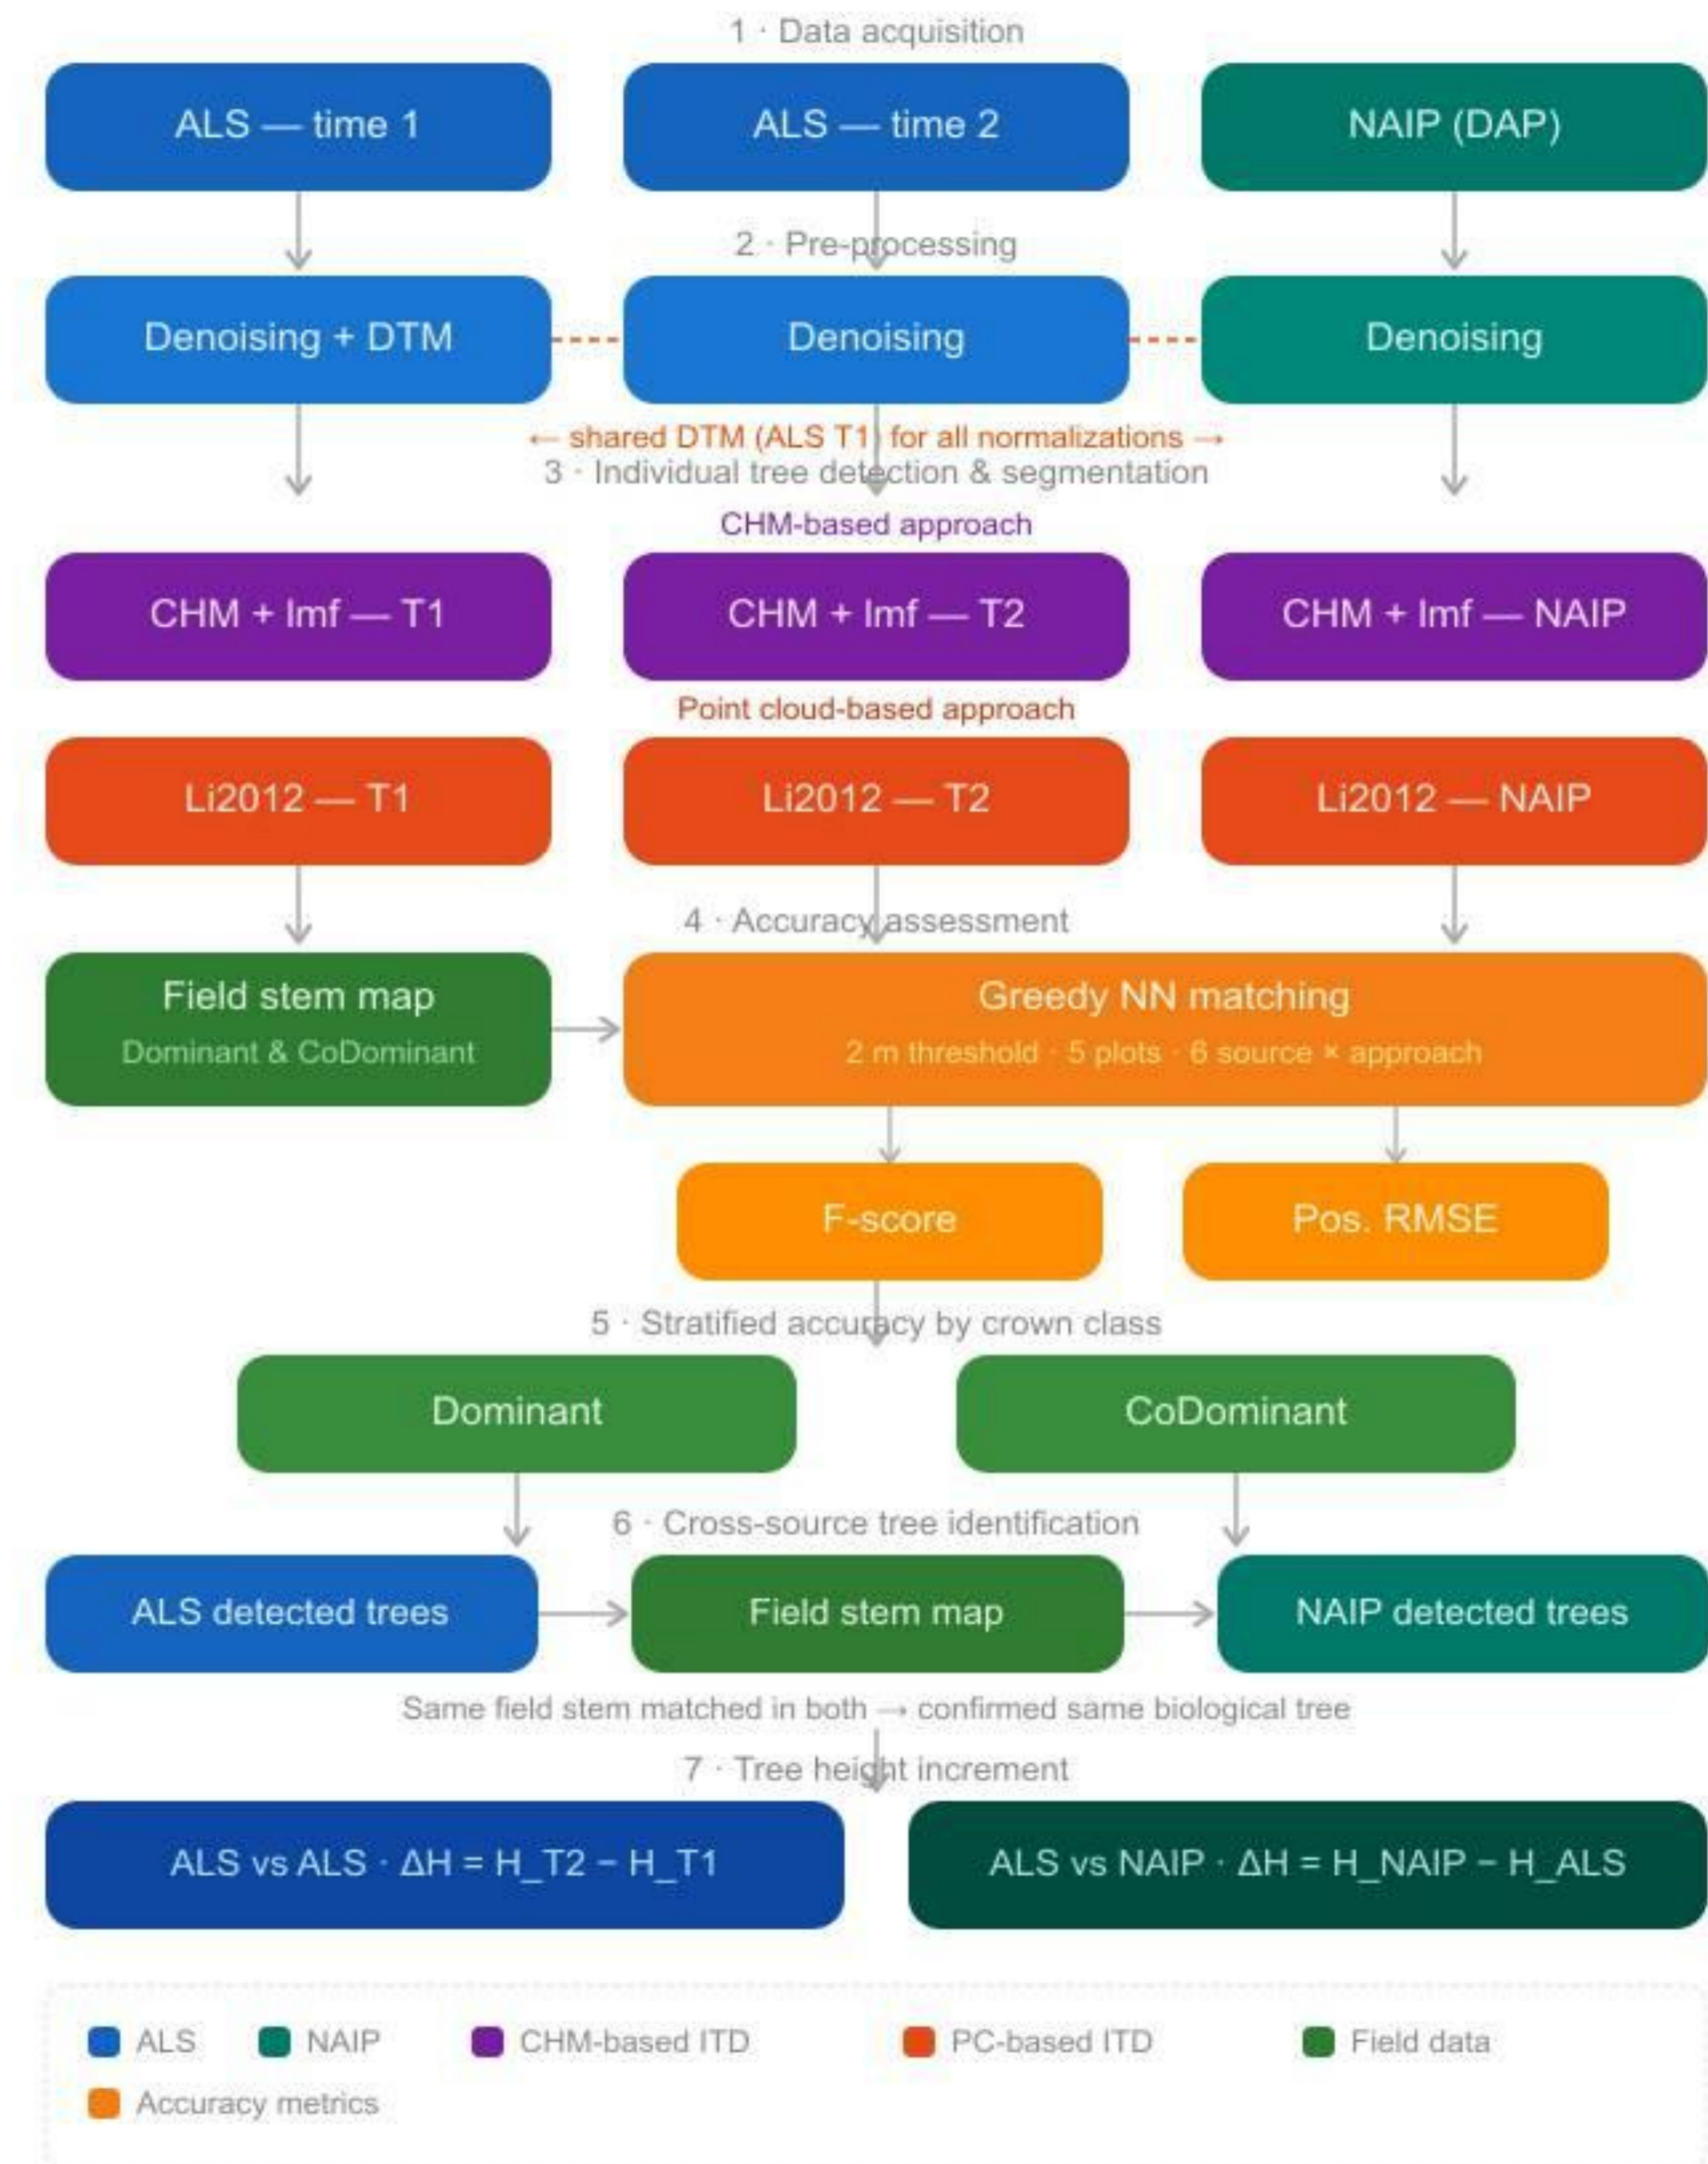 1 · Data acquisition
ALS — time 1
ALS — time 2
NAIP (DAP)
2 · Pre-processing
Denoising + DTM
Denoising
Denoising
← shared DTM (ALS T1) for all normalizations →
3 · Individual tree detection & segmentation
CHM-based approach
CHM + lmf — T1
CHM + lmf — T2
CHM + lmf — NAIP
Point cloud-based approach
Li2012 — T1
Li2012 — T2
Li2012 — NAIP
4 · Accuracy assessment
Field stem map
Dominant & CoDominant
Greedy NN matching
2 m threshold · 5 plots · 6 source × approach
F-score
Pos. RMSE
5 · Stratified accuracy by crown class
Dominant
CoDominant
6 · Cross-source tree identification
ALS detected trees
Field stem map
NAIP detected trees
Same field stem matched in both → confirmed same biological tree
7 · Tree height increment
ALS vs ALS · ΔH = H_T2 − H_T1
ALS vs NAIP · ΔH = H_NAIP − H_ALS
ALS
NAIP
CHM-based ITD
PC-based ITD
Field data
Accuracy metrics